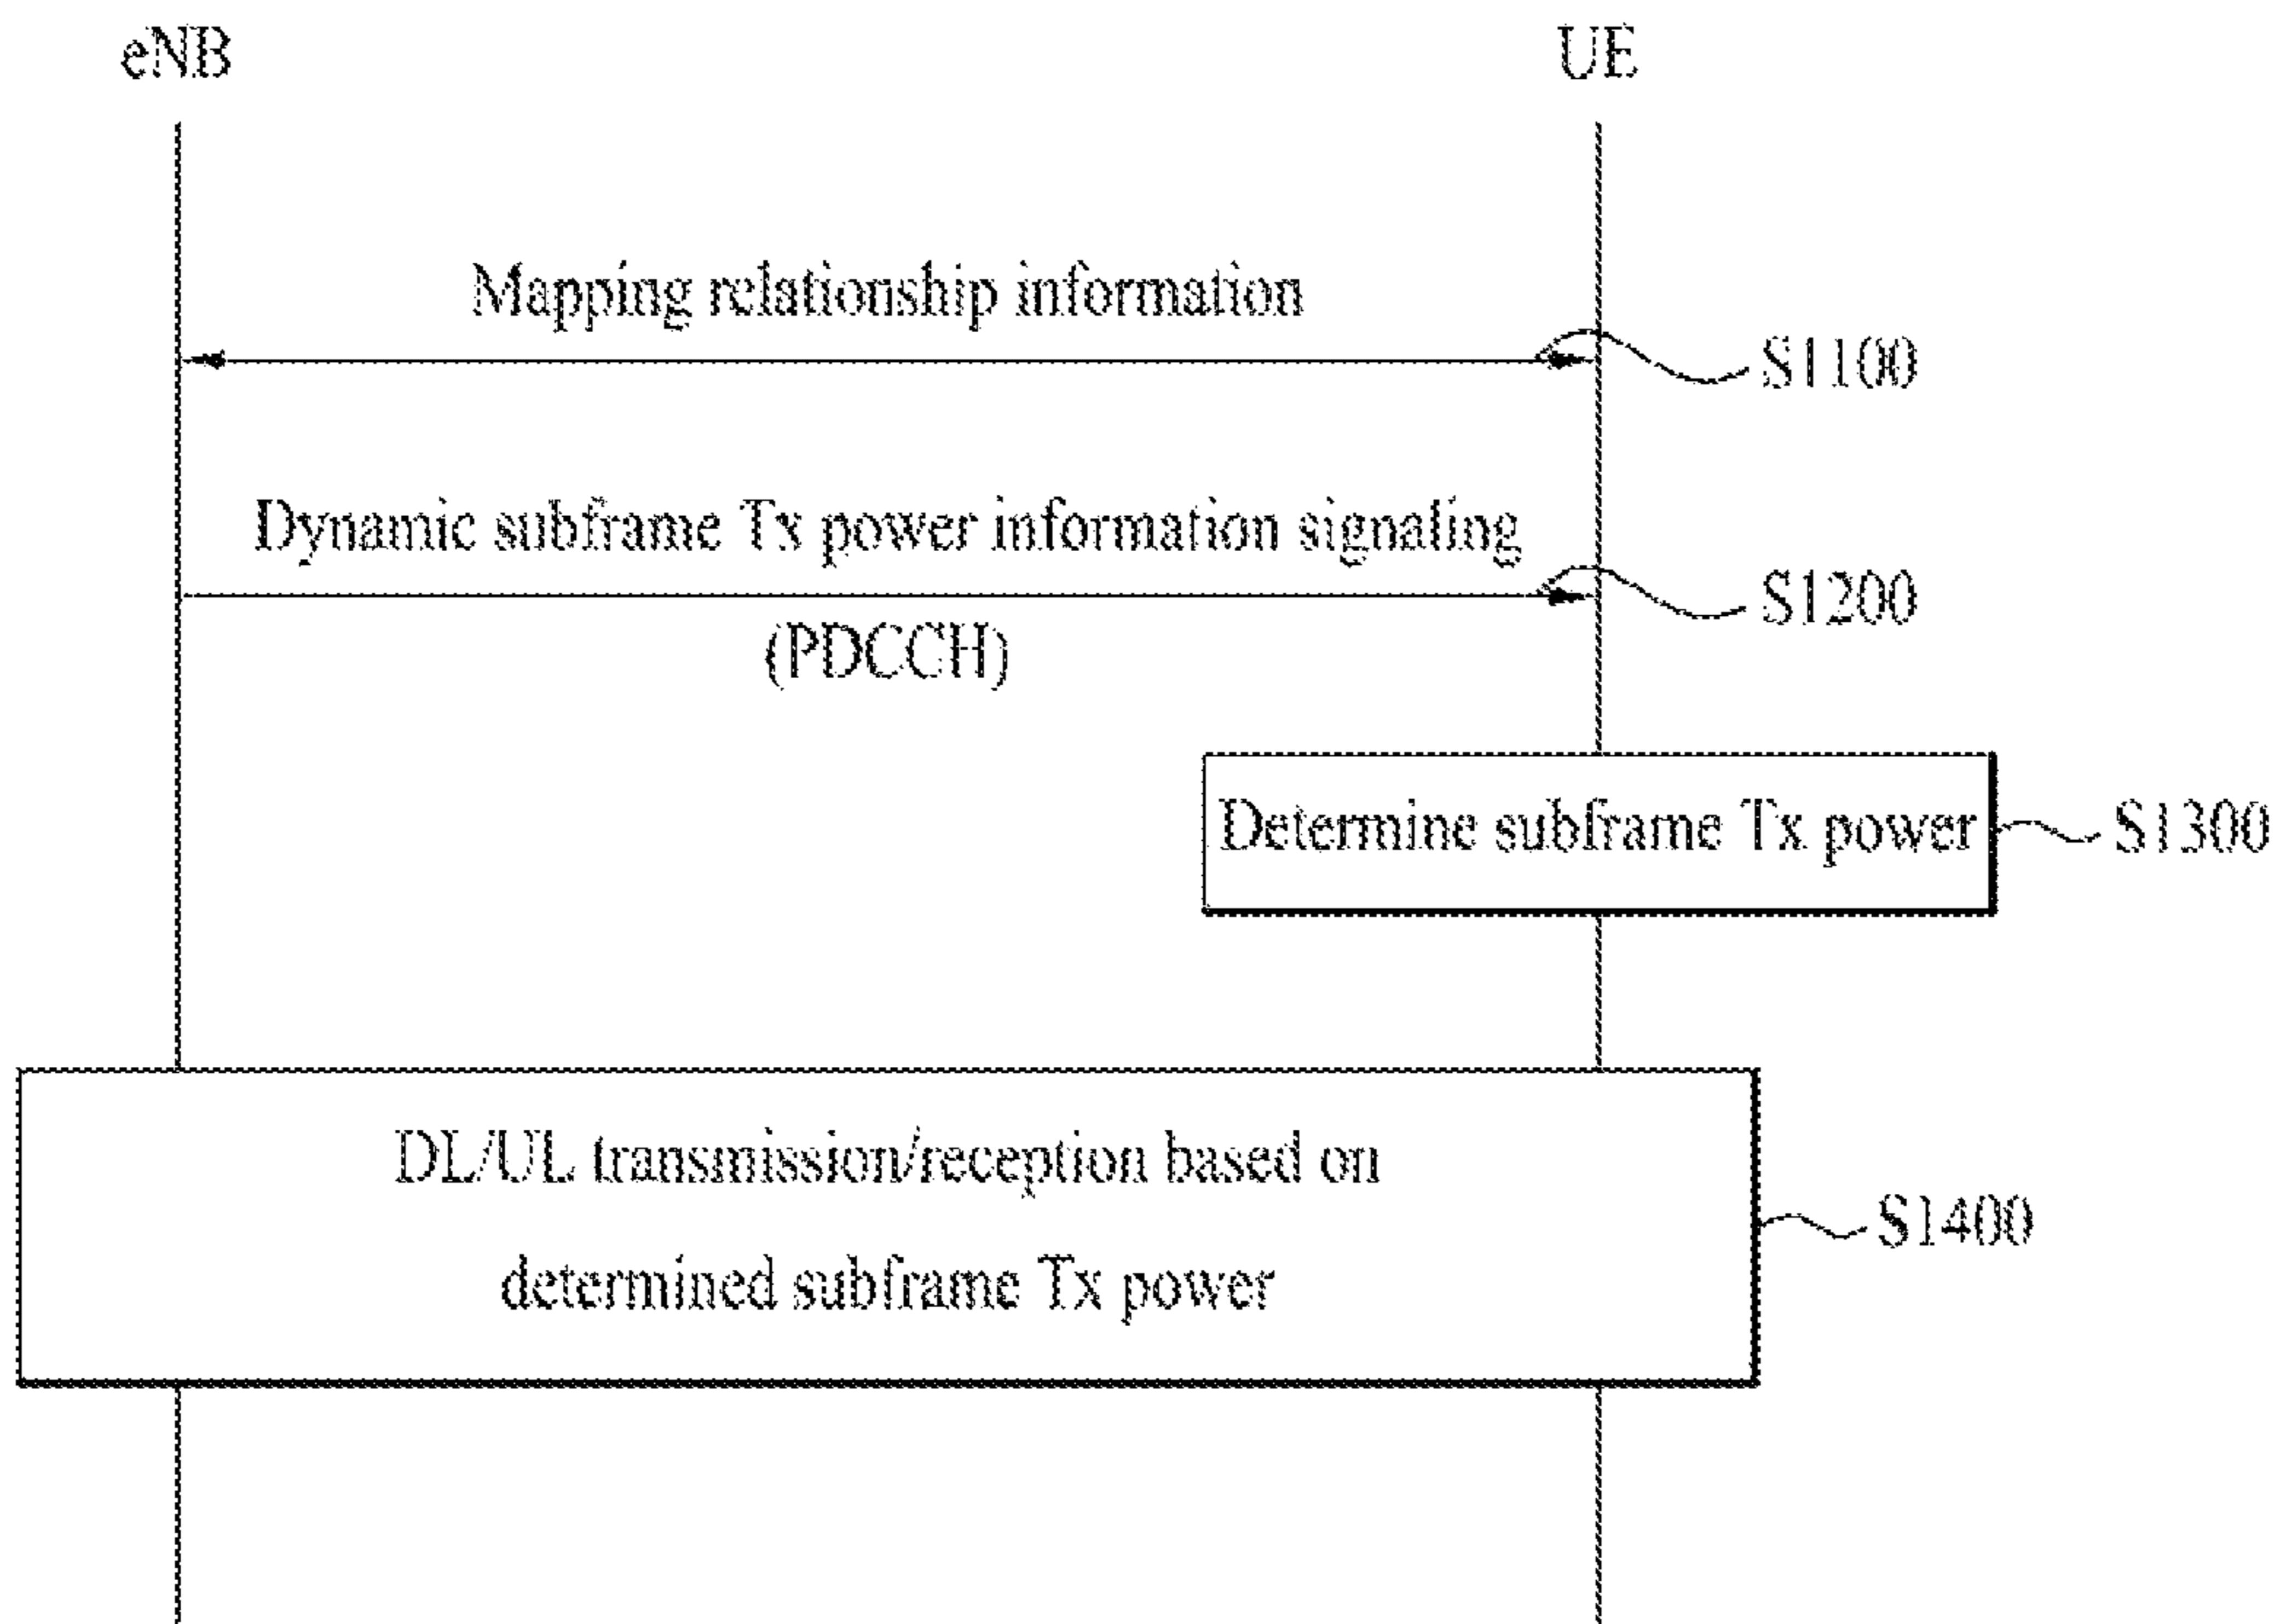 eNB
UE
Mapping relationship information
S1100
Dynamic subframe Tx power information signaling
S1200
(PDCCH)
Determine subframe Tx power
S1300
DL/UL transmission/reception based on
determined subframe Tx power
S1400